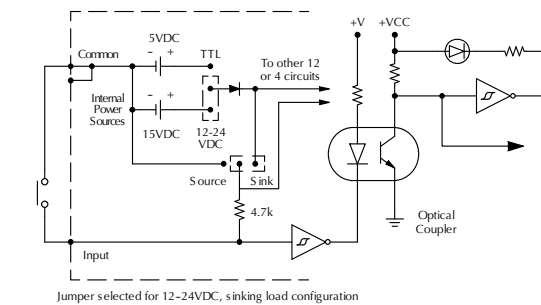 5VDC
- +
TTL
+V
+VCC
Common
To other 12
or 4 circuits
Internal
Power
Sources
- +
15VDC
12-24
VDC
Source
Sink
4.7k
Input
Optical
Coupler
Jumper selected for 12-24VDC, sinking load configuration